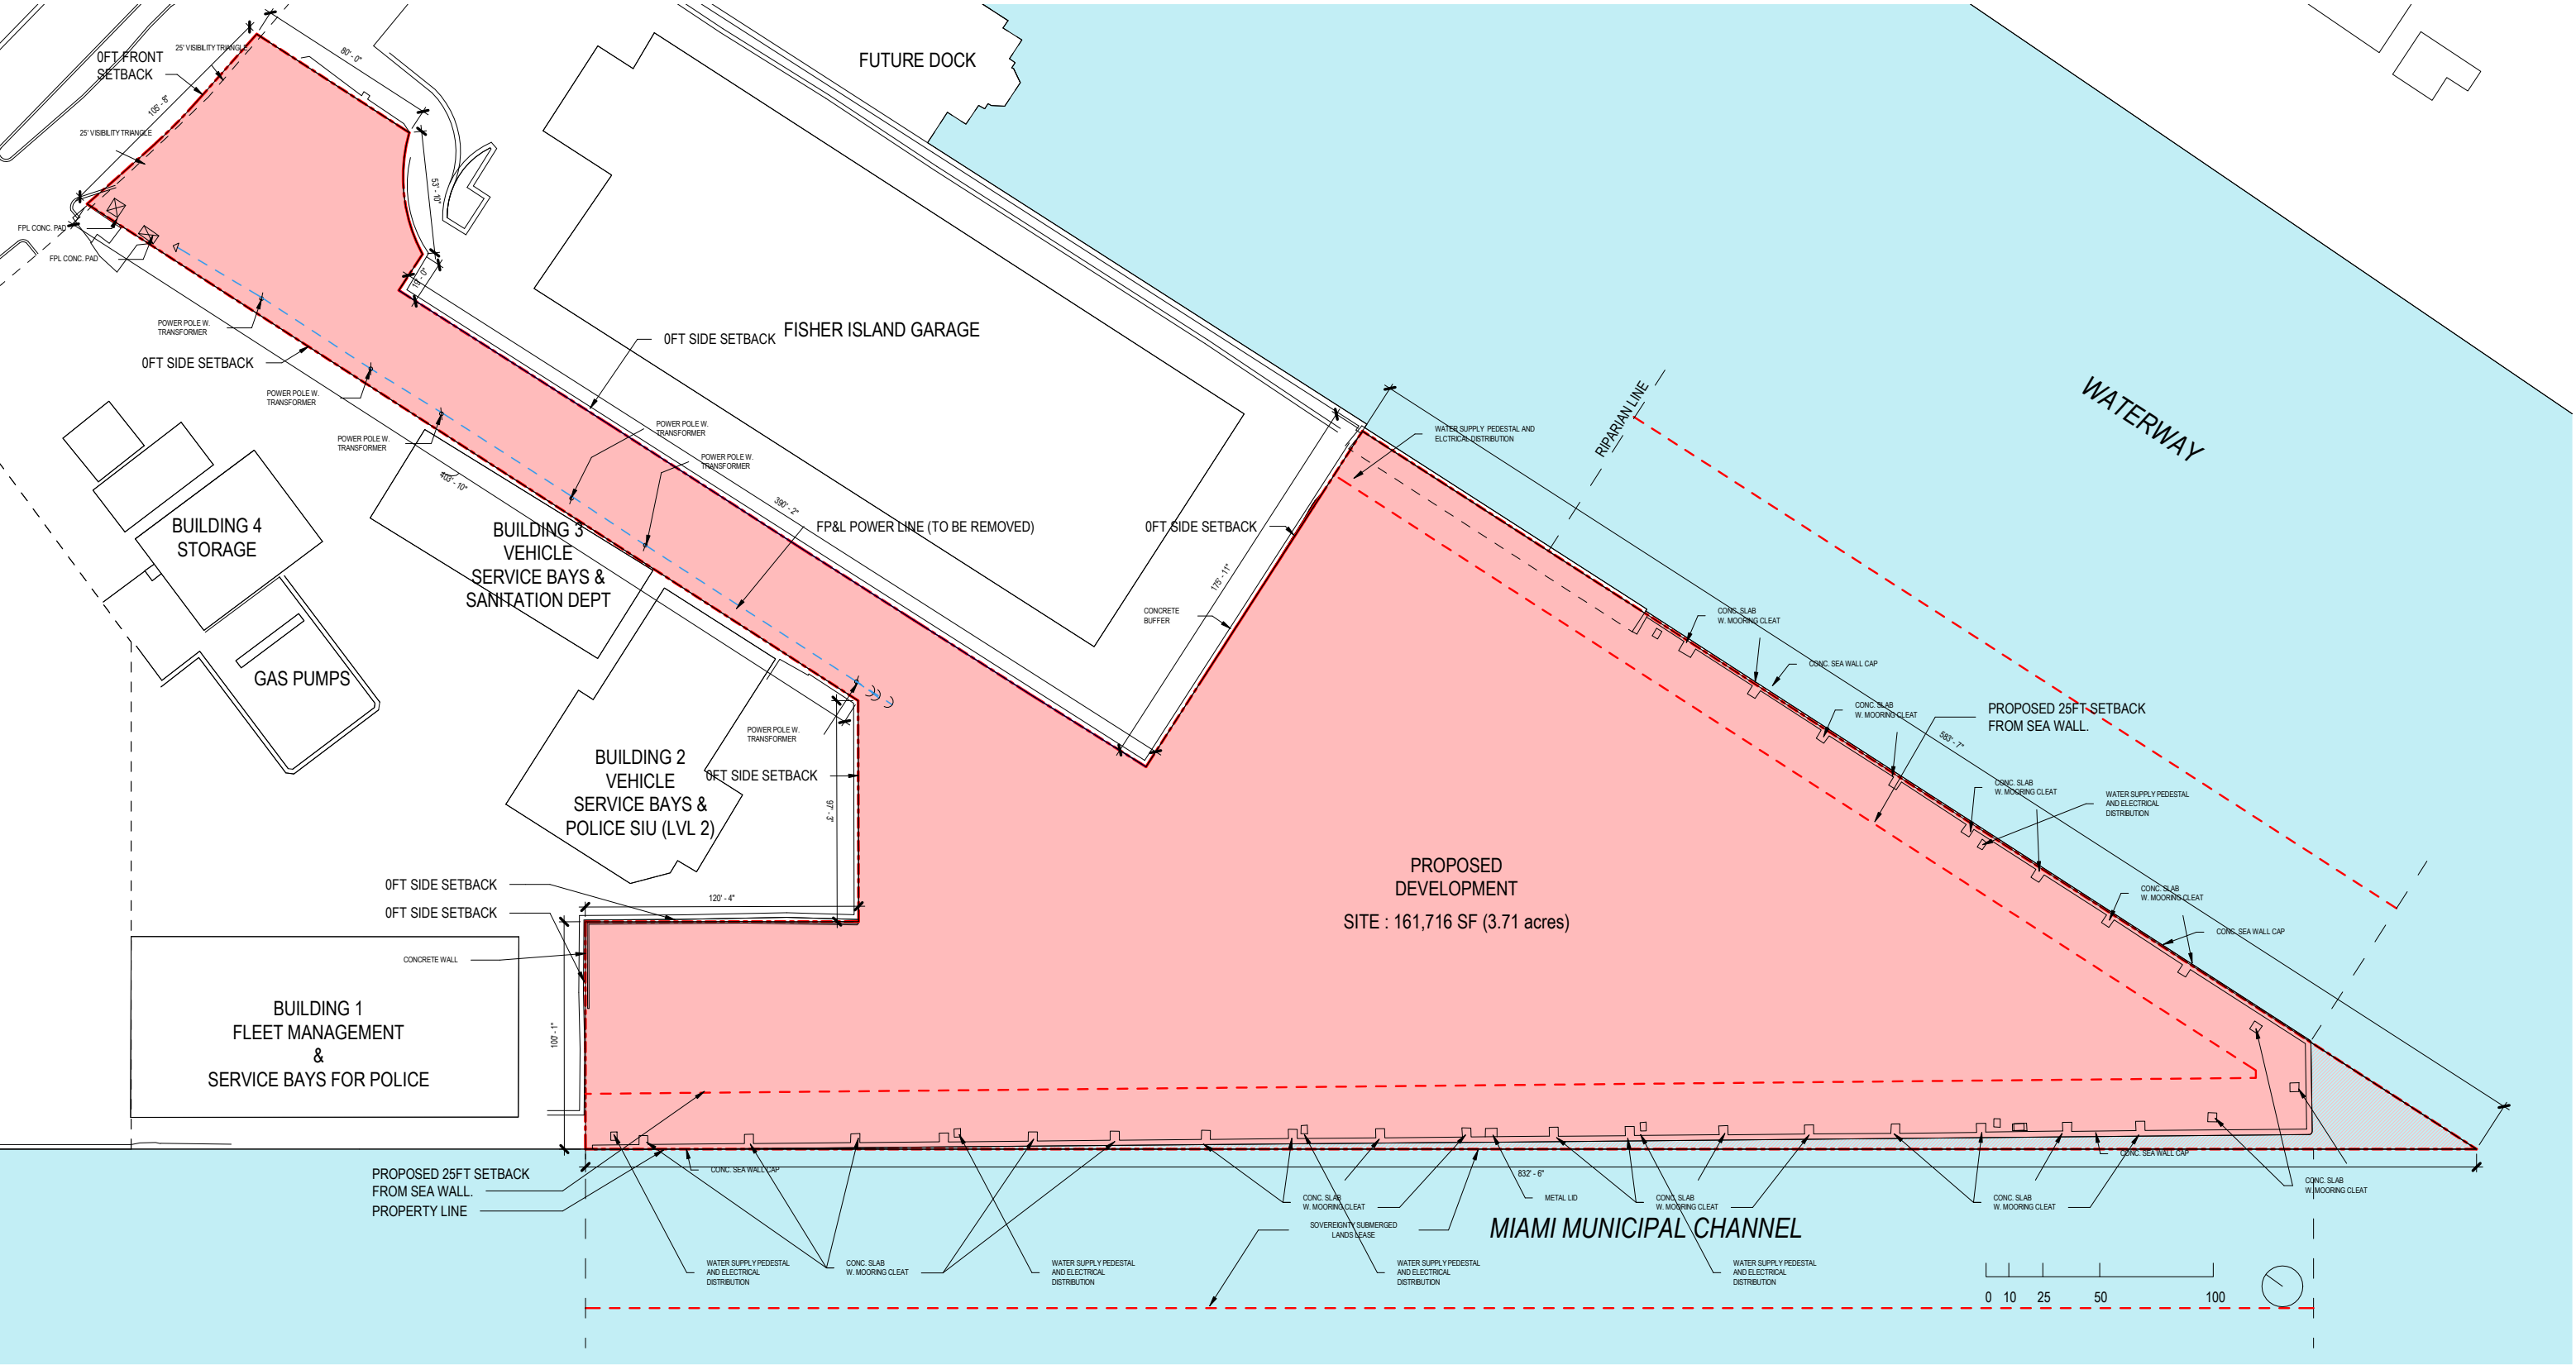 FUTURE DOCK
25' VISIBILITY TRIANGLE
0FT FRONT
SETBACK
80' - 0"
105' - 8"
25' VISIBILITY TRIANGLE
53' - 10"
FPL CONC. PAD
FPL CONC. PAD
POWER POLE W.
TRANSFORMER
0FT SIDE SETBACK
0FT SIDE SETBACK
FISHER ISLAND GARAGE
POWER POLE W.
TRANSFORMER
POWER POLE W.
TRANSFORMER
POWER POLE W.
TRANSFORMER
POWER POLE W.
TRANSFORMER
403' - 10"
390' - 2"
FP&L POWER LINE (TO BE REMOVED)
0FT SIDE SETBACK
175' - 11"
CONCRETE
BUFFER
WATER SUPPLY PEDESTAL AND
ELCTRICAL DISTRIBUTION
RIPARIAN LINE
WATERWAY
BUILDING 4
STORAGE
BUILDING 3
VEHICLE
SERVICE BAYS &
SANITATION DEPT
GAS PUMPS
POWER POLE W.
TRANSFORMER
BUILDING 2
VEHICLE
SERVICE BAYS &
POLICE SIU (LVL 2)
0FT SIDE SETBACK
97' - 3"
CONC. SLAB
W. MOORING CLEAT
CONC. SEA WALL CAP
CONC. SLAB
W. MOORING CLEAT
PROPOSED 25FT SETBACK
FROM SEA WALL.
583' - 7"
CONC. SLAB
W. MOORING CLEAT
WATER SUPPLY PEDESTAL
AND ELECTRICAL
DISTRIBUTION
CONC. SLAB
W. MOORING CLEAT
CONC. SEA WALL CAP
PROPOSED
DEVELOPMENT
SITE : 161,716 SF (3.71 acres)
0FT SIDE SETBACK
0FT SIDE SETBACK
120' - 4"
CONCRETE WALL
100' - 1"
BUILDING 1
FLEET MANAGEMENT
&
SERVICE BAYS FOR POLICE
PROPOSED 25FT SETBACK
FROM SEA WALL.
PROPERTY LINE
CONC. SEA WALL CAP
832' - 6"
CONC. SEA WALL CAP
CONC. SLAB
W. MOORING CLEAT
METAL LID
CONC. SLAB
W. MOORING CLEAT
CONC. SLAB
W. MOORING CLEAT
CONC. SLAB
W. MOORING CLEAT
SOVEREIGNTY SUBMERGED
LANDS LEASE
MIAMI MUNICIPAL CHANNEL
WATER SUPPLY PEDESTAL
AND ELECTRICAL
DISTRIBUTION
CONC. SLAB
W. MOORING CLEAT
WATER SUPPLY PEDESTAL
AND ELECTRICAL
DISTRIBUTION
WATER SUPPLY PEDESTAL
AND ELECTRICAL
DISTRIBUTION
WATER SUPPLY PEDESTAL
AND ELECTRICAL
DISTRIBUTION
0 10 25 50 100